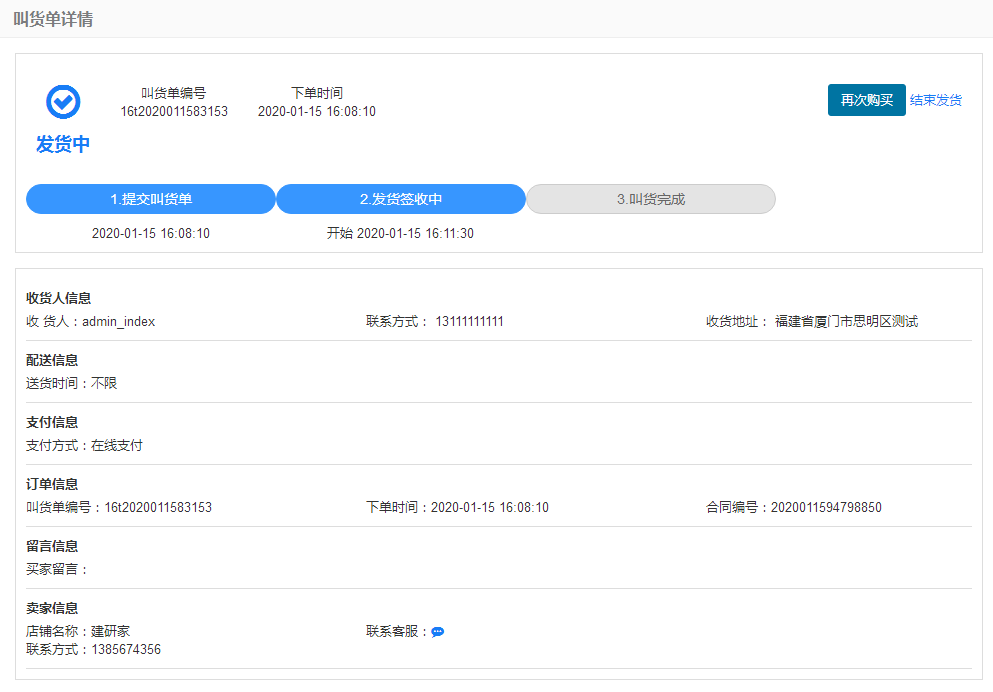 叫货单详情
叫货单编号 下单时间
16t2020011583153 2020-01-15 16:08:10
再次购买 结束发货
发货中
1.提交叫货单 2.发货签收中 3.叫货完成
2020-01-15 16:08:10 开始 2020-01-15 16:11:30
收货人信息
收 货人：admin_index 联系方式： 13111111111 收货地址： 福建省厦门市思明区测试
配送信息
送货时间：不限
支付信息
支付方式：在线支付
订单信息
叫货单编号：16t2020011583153 下单时间：2020-01-15 16:08:10 合同编号：2020011594798850
留言信息
买家留言：
卖家信息
店铺名称：建研家 联系客服：
联系方式：1385674356